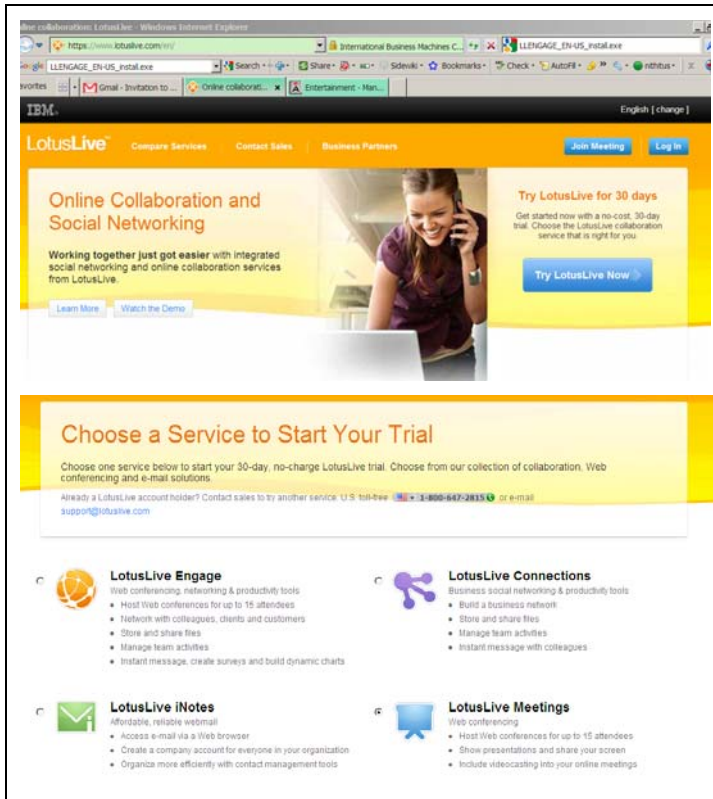 Online collaboration: LotusLive - Windows Internet Explorer
https://www.lotuslive.com/en/
International Business Machines C...
LLENGAGE_EN-US_instal.exe
Google LLENGAGE_EN-US_instal.exe Search Share Sidewiki Bookmarks Check AutoFill nthitus
Favorites Gmail - Invitation to ... Online collaborati... x Entertainment - Man...
IBM.
English [ change ]
LotusLive™ Compare Services Contact Sales Business Partners Join Meeting Log In
Online Collaboration and
Social Networking
Working together just got easier with integrated
social networking and online collaboration services
from LotusLive.
Learn More Watch the Demo
Try LotusLive for 30 days
Get started now with a no-cost, 30-day
trial. Choose the LotusLive collaboration
service that is right for you.
Try LotusLive Now
Choose a Service to Start Your Trial
Choose one service below to start your 30-day, no-charge LotusLive trial. Choose from our collection of collaboration, Web
conferencing and e-mail solutions.
Already a LotusLive account holder? Contact sales to try another service. U.S. toll-free 1-800-647-2815 or e-mail
support@lotuslive.com
LotusLive Engage
Web conferencing, networking & productivity tools
• Host Web conferences for up to 15 attendees
• Network with colleagues, clients and customers
• Store and share files
• Manage team activities
• Instant message, create surveys and build dynamic charts
LotusLive Connections
Business social networking & productivity tools
• Build a business network
• Store and share files
• Manage team activities
• Instant message with colleagues
LotusLive iNotes
Affordable, reliable webmail
• Access e-mail via a Web browser
• Create a company account for everyone in your organization
• Organize more efficiently with contact management tools
LotusLive Meetings
Web conferencing
• Host Web conferences for up to 15 attendees
• Show presentations and share your screen
• Include videocasting into your online meetings